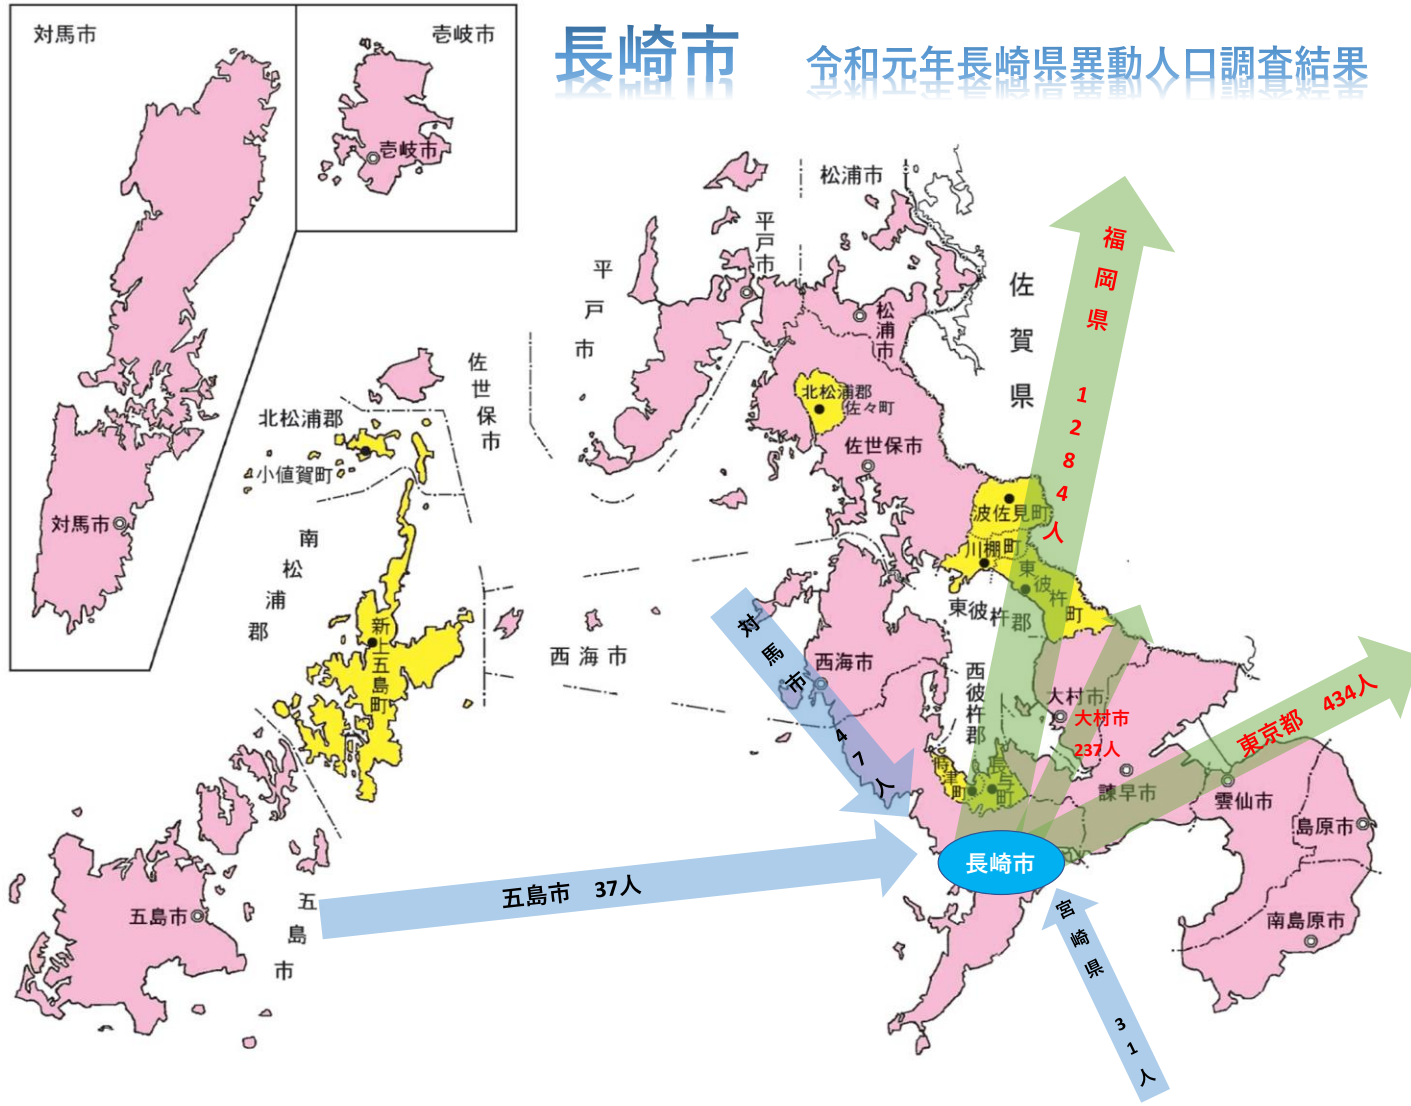 対馬市
壱岐市
長崎市
令和元年長崎県異動人口調査結果
壱岐市
松浦市
平戸市
平戸市
佐賀県
福岡県 1284人
松浦市
佐世保市
北松浦郡
佐々町
北松浦郡
小値賀町
佐世保市
対馬市
波佐見町
川棚町
東彼杵町
東彼杵郡
南松浦郡
新上五島町
西海市
対馬市 47人
西海市
西彼杵郡
大村市
大村市
237人
東京都 434人
時津町
長与町
諫早市
雲仙市
島原市
長崎市
五島市 37人
五島市
五島市
宮崎県 31人
南島原市